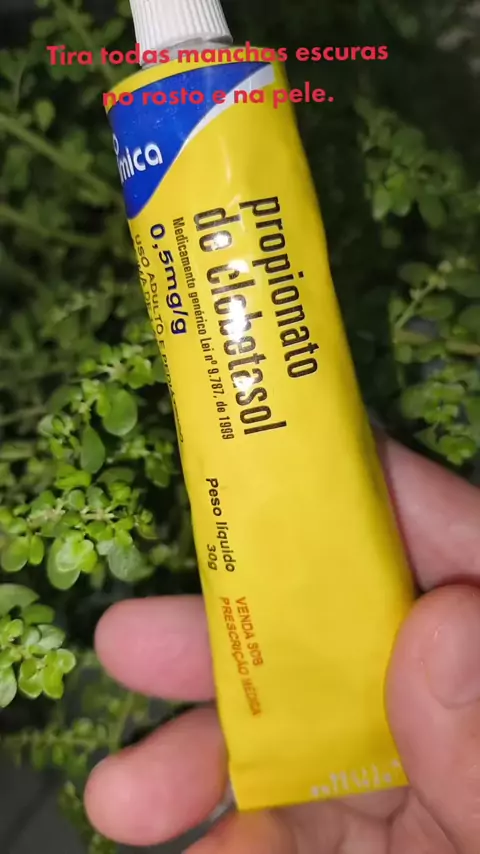 Tira todas manchas escuras
no rosto e na pele.
propionato
de clobetasol
Medicamento genérico Lei nº 9.787, de 1999
0,5mg/g
USO ADULTO E
Peso líquido
30g
VENDA SOB
PRESCRIÇÃO MÉDICA